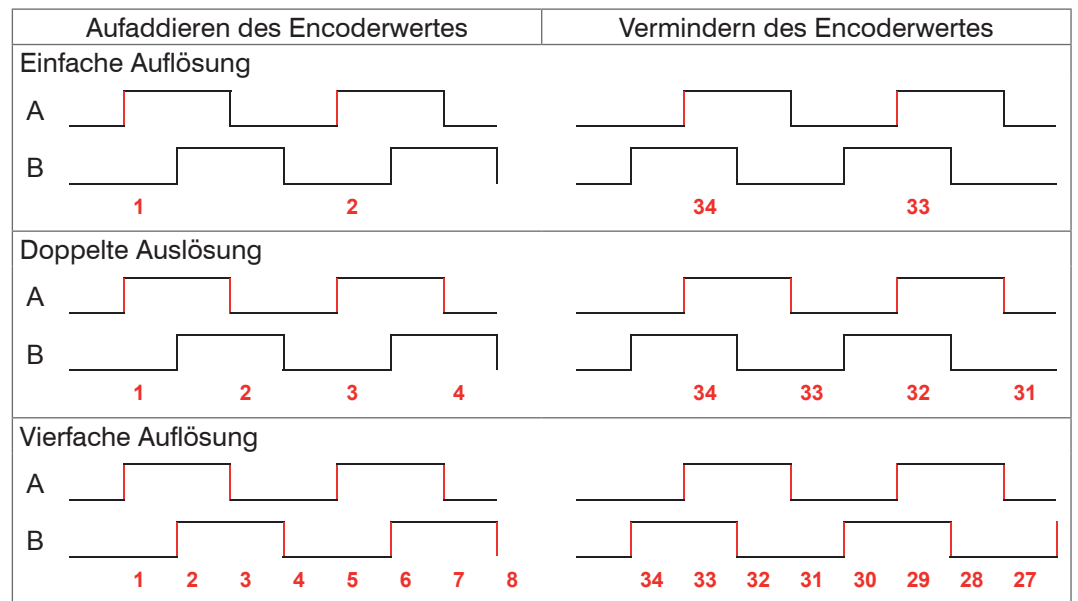 Aufaddieren des Encoderwertes Vermindern des Encoderwertes
Einfache Auflösung
A
B
1 2 34 33
Doppelte Auslösung
A
B
1 2 3 4 34 33 32 31
Vierfache Auflösung
A
B
1 2 3 4 5 6 7 8 34 33 32 31 30 29 28 27